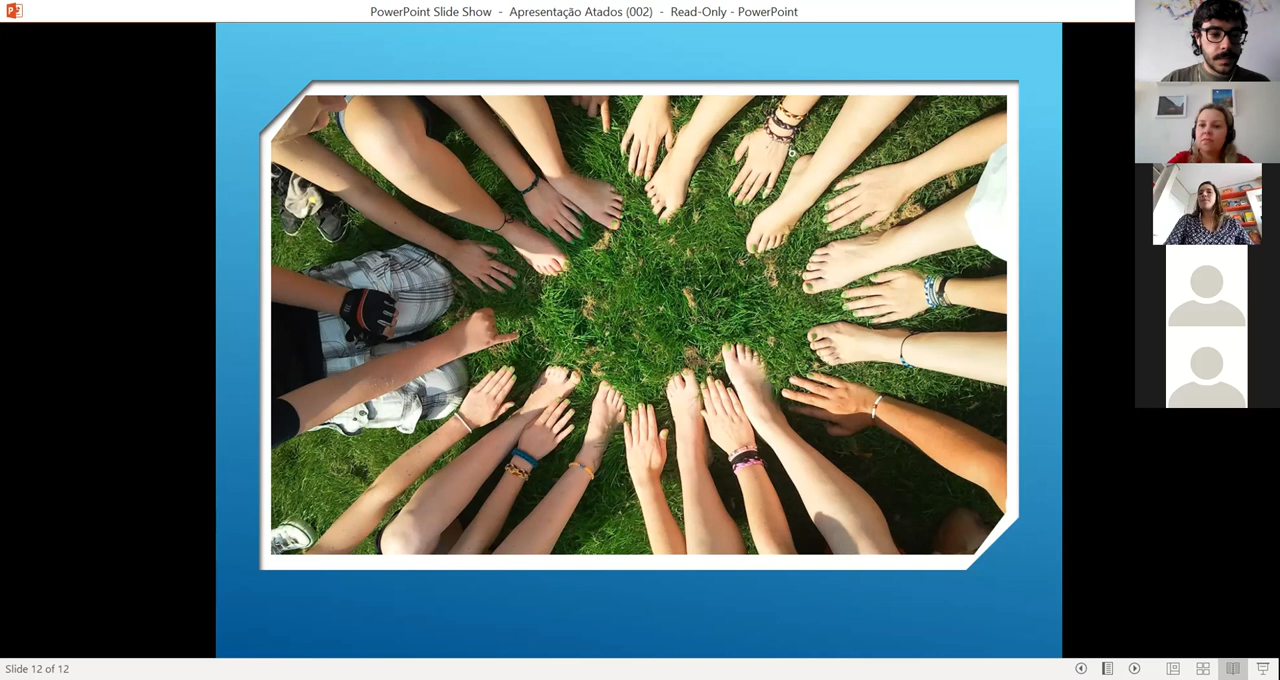 PowerPoint Slide Show - Apresentação Atados (002) - Read-Only - PowerPoint
Slide 12 of 12